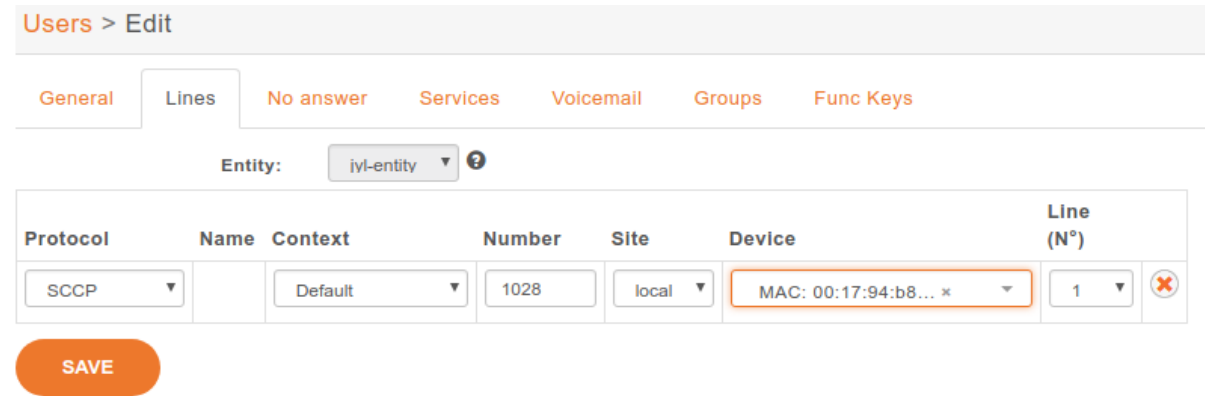 Users > Edit
General Lines No answer Services Voicemail Groups Func Keys
Entity: jyl-entity
Protocol Name Context Number Site Device Line (N°)
SCCP Default 1028 local MAC: 00:17:94:b8... × 1
SAVE